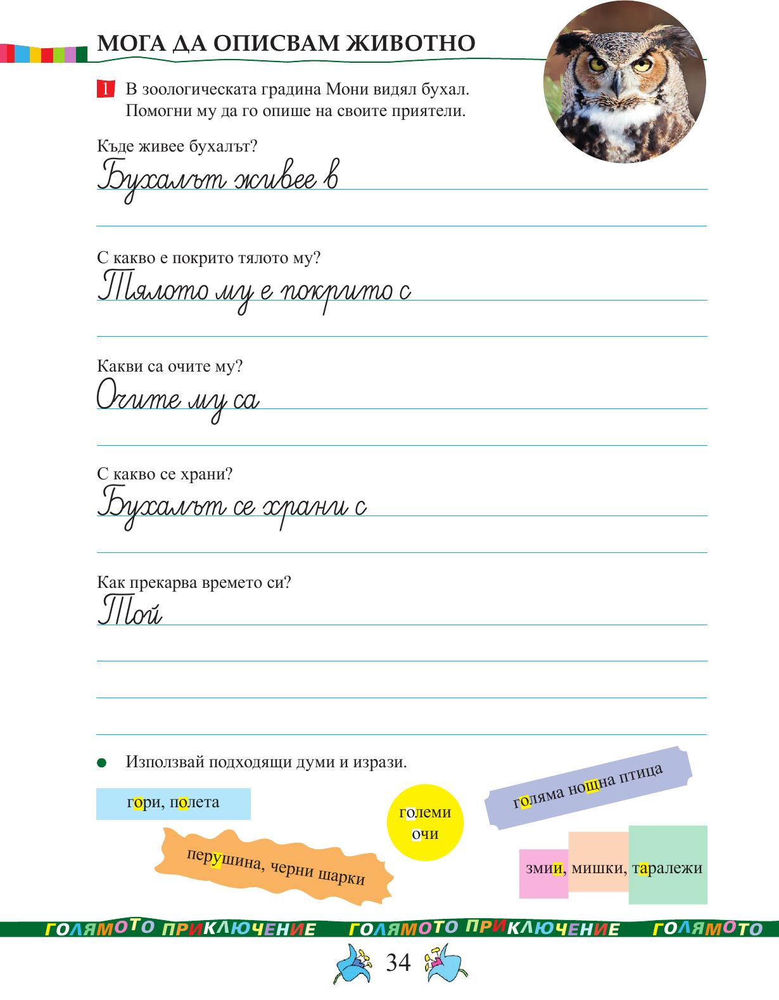 МОГА ДА ОПИСВАМ ЖИВОТНО
1 В зоологическата градина Мони видял бухал.
Помогни му да го опише на своите приятели.
Къде живее бухалът?
Бухалът живее в
С какво е покрито тялото му?
Тялото му е покрито с
Какви са очите му?
Очите му са
С какво се храни?
Бухалът се храни с
Как прекарва времето си?
Той
Използвай подходящи думи и изрази.
голяма нощна птица
гори, полета
големи
очи
перушина, черни шарки
змии, мишки, таралежи
ГОЛЯМОТО ПРИКЛЮЧЕНИЕ ГОЛЯМОТО ПРИКЛЮЧЕНИЕ ГОЛЯМОТО
34